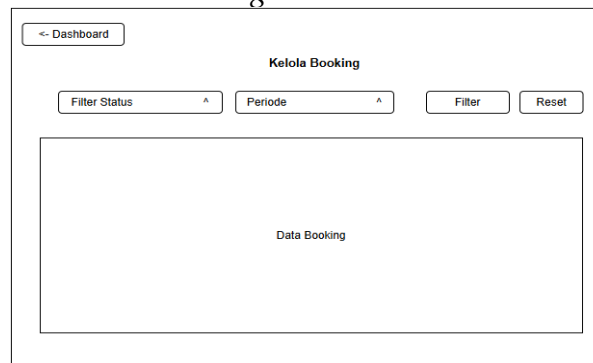 <- Dashboard
Kelola Booking
Filter Status ^ Periode ^ Filter Reset
Data Booking